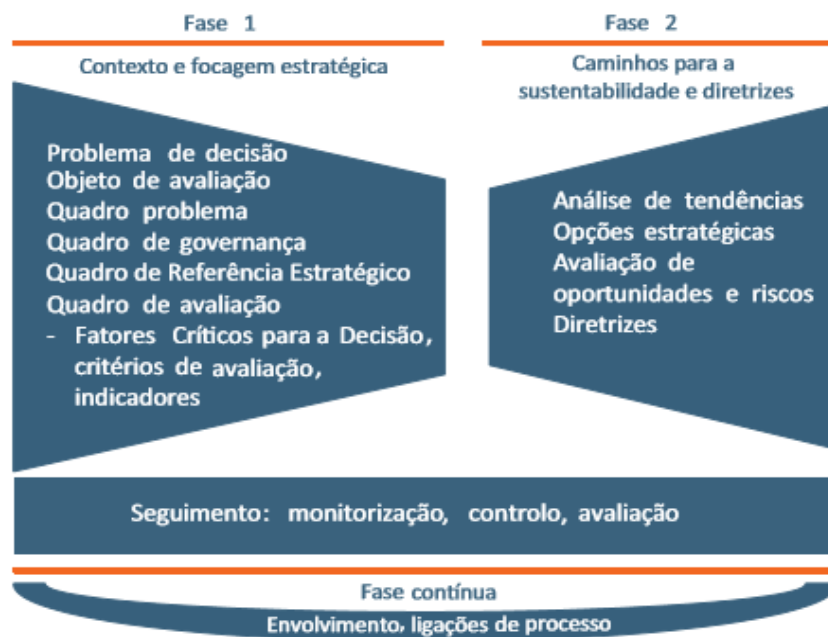 Fase 1
Contexto e focagem estratégica
Problema de decisão
Objeto de avaliação
Quadro problema
Quadro de governança
Quadro de Referência Estratégico
Quadro de avaliação
- Fatores Críticos para a Decisão,
critérios de avaliação,
indicadores
Fase 2
Caminhos para a
sustentabilidade e diretrizes
Análise de tendências
Opções estratégicas
Avaliação de
oportunidades e riscos
Diretrizes
Seguimento: monitorização, controlo, avaliação
Fase contínua
Envolvimento, ligações de processo